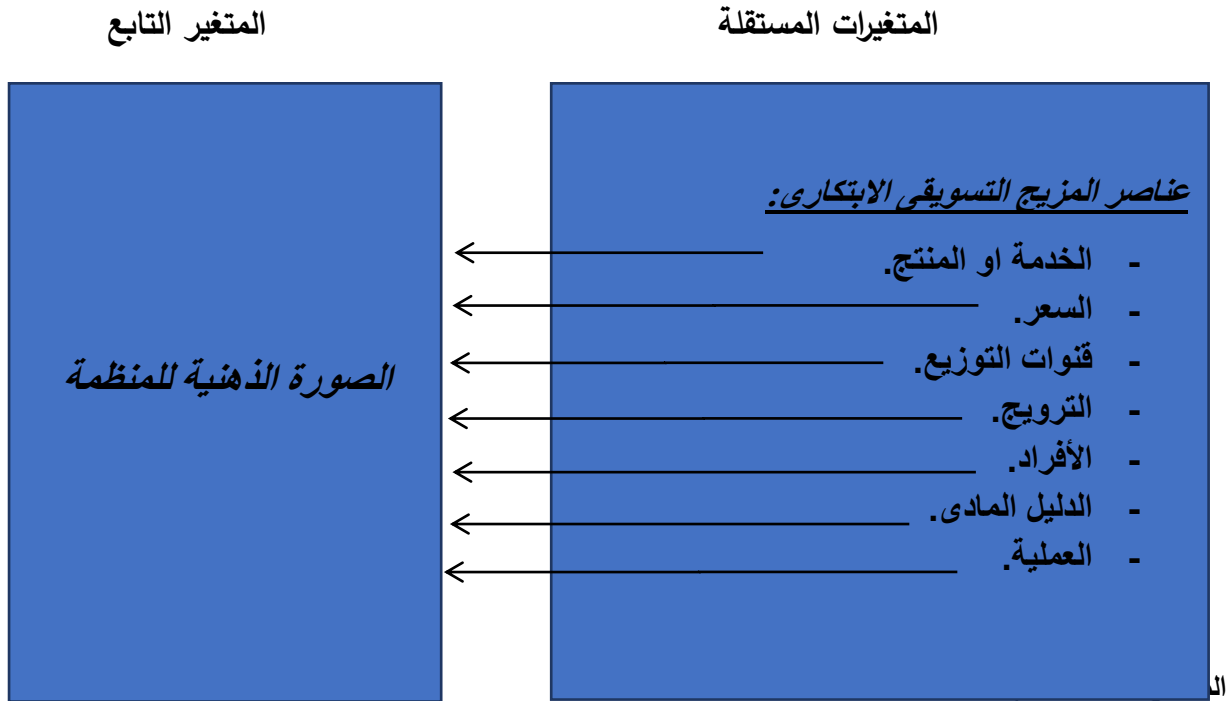 المتغيرات المستقلة
المتغير التابع
عناصر المزيج التسويقى الابتكارى:
- الخدمة او المنتج.
- السعر.
- قنوات التوزيع.
- الترويج.
- الأفراد.
- الدليل المادى.
- العملية.
الصورة الذهنية للمنظمة